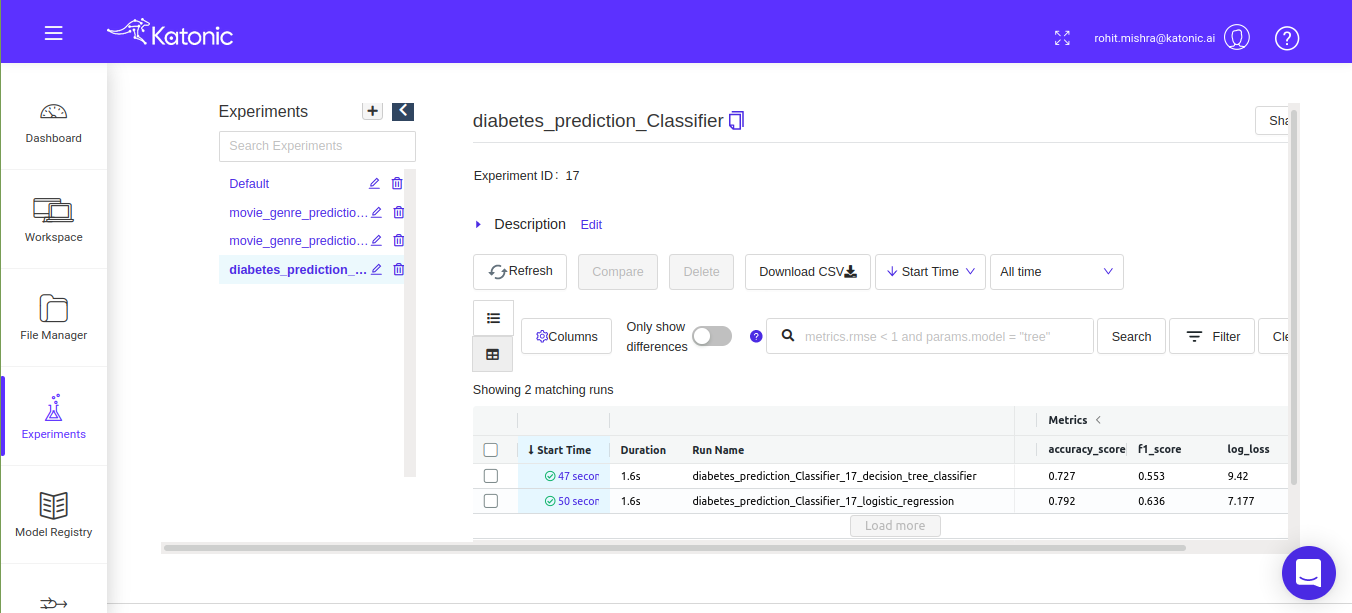 Katonic
rohit.mishra@katonic.ai
?
Dashboard
Workspace
File Manager
Experiments
Model Registry
Experiments
+
Search Experiments
Default
movie_genre_predictio...
movie_genre_predictio...
diabetes_prediction_...
diabetes_prediction_Classifier
Sha
Experiment ID: 17
Description Edit
Refresh Compare Delete Download CSV Start Time All time
Columns Only show differences ? metrics.rmse < 1 and params.model = "tree" Search Filter Cle
Showing 2 matching runs
Metrics <
↓ Start Time Duration Run Name accuracy_score f1_score log_loss
47 secon 1.6s diabetes_prediction_Classifier_17_decision_tree_classifier 0.727 0.553 9.42
50 secon 1.6s diabetes_prediction_Classifier_17_logistic_regression 0.792 0.636 7.177
Load more